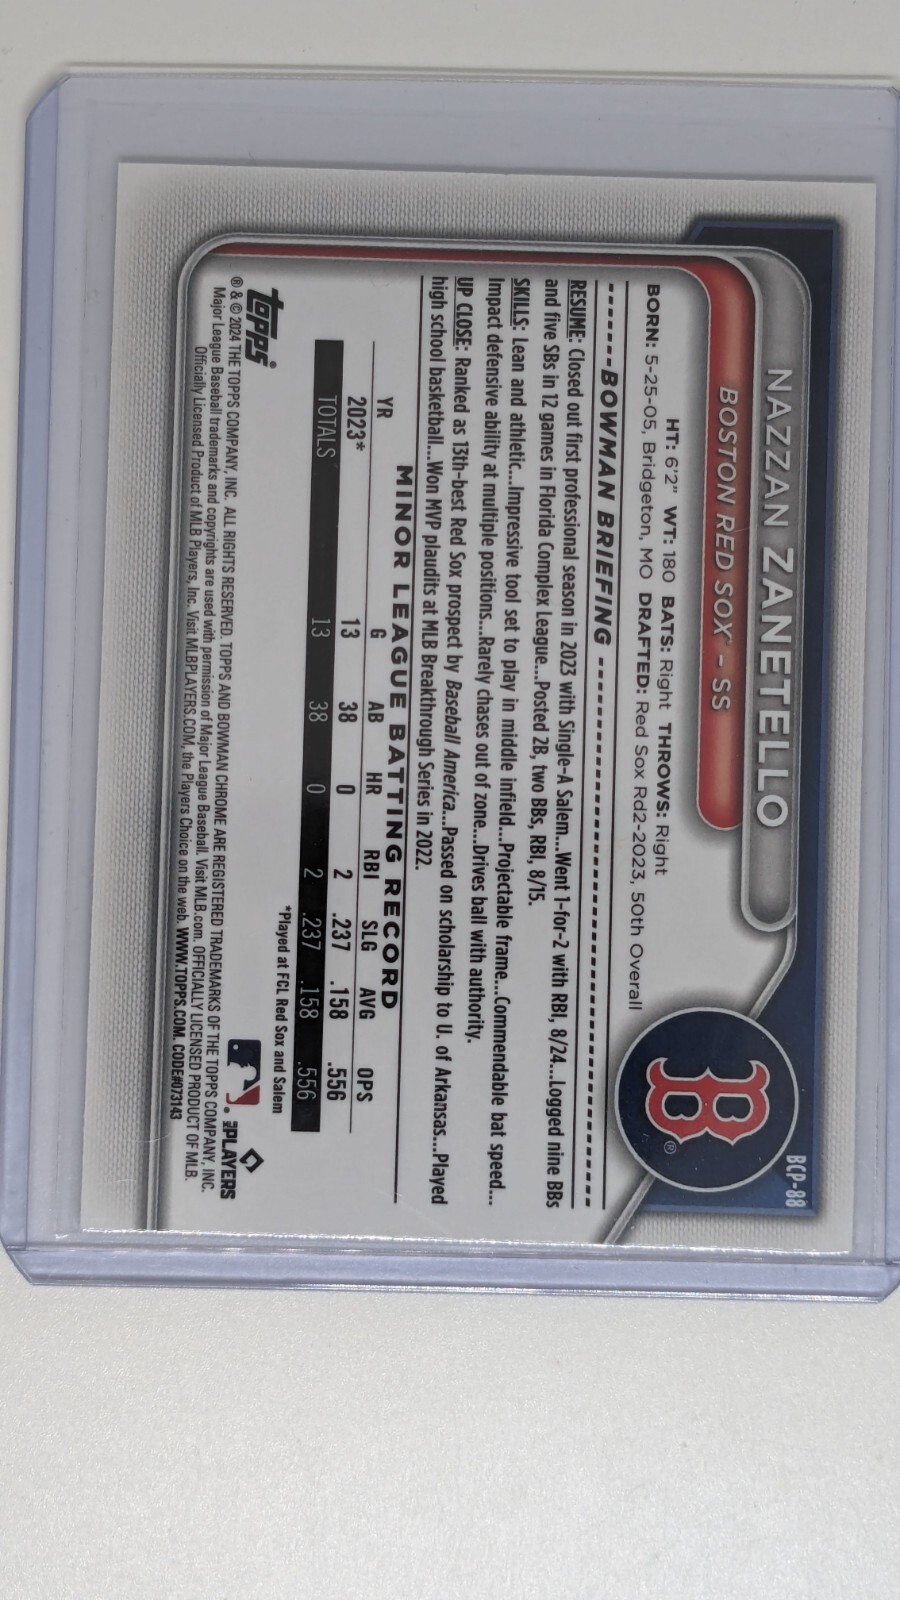 BCP-88
NAZZAN ZANETELLO
BOSTON RED SOX® - SS
B®
HT: 6'2" WT: 180 BATS: Right THROWS: Right
BORN: 5-25-05, Bridgeton, MO DRAFTED: Red Sox Rd2-2023, 50th Overall
BOWMAN BRIEFING
RESUME: Closed out first professional season in 2023 with Single-A Salem....Went 1-for-2 with RBI, 8/24....Logged nine BBs
and five SBs in 12 games in Florida Complex League....Posted 2B, two BBs, RBI, 8/15.
SKILLS: Lean and athletic...Impressive tool set to play in middle infield...Projectable frame...Commendable bat speed...
Impact defensive ability at multiple positions...Rarely chases out of zone...Drives ball with authority.
UP CLOSE: Ranked as 13th-best Red Sox prospect by Baseball America...Passed on scholarship to U. of Arkansas....Played
high school basketball....Won MVP plaudits at MLB Breakthrough Series in 2022.
MINOR LEAGUE BATTING RECORD
YR G AB HR RBI SLG AVG OPS
2023* 13 38 0 2 .237 .158 .556
TOTALS 13 38 0 2 .237 .158 .556
*Played at FCL Red Sox and Salem
topps®
MLB PLAYERS
® & © 2024 THE TOPPS COMPANY, INC. ALL RIGHTS RESERVED. TOPPS AND BOWMAN CHROME ARE REGISTERED TRADEMARKS OF THE TOPPS COMPANY, INC.
Major League Baseball trademarks and copyrights are used with permission of Major League Baseball. Visit MLB.com. OFFICIALLY LICENSED PRODUCT OF MLB.
Officially Licensed Product of MLB Players, Inc. Visit MLBPLAYERS.COM, the Players Choice on the web. WWW.TOPPS.COM. CODE#073143